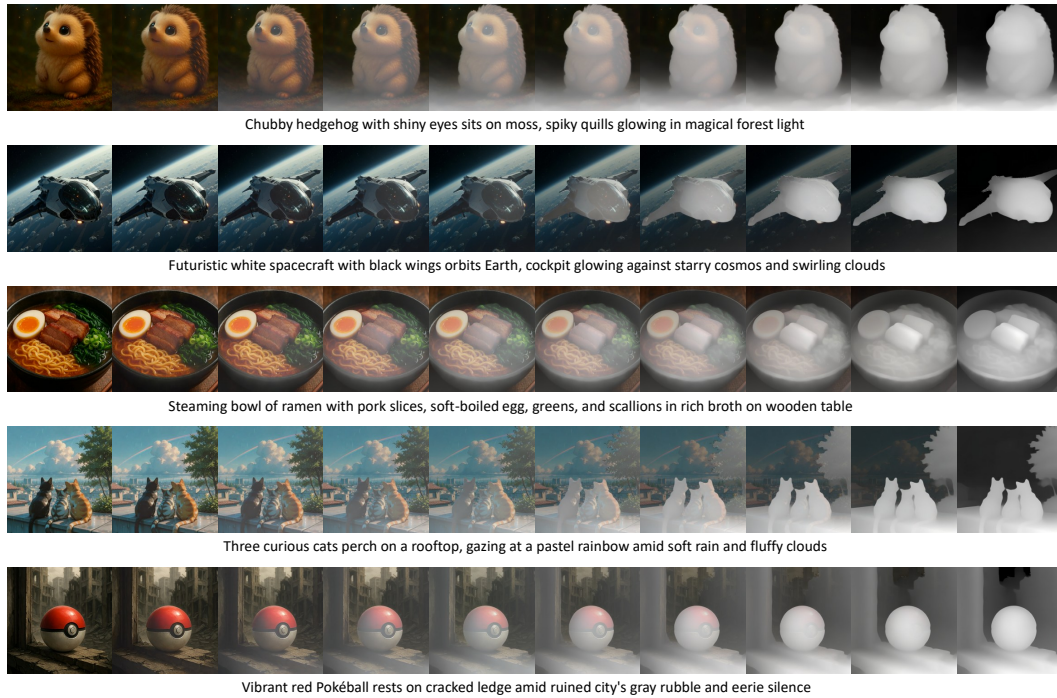 Chubby hedgehog with shiny eyes sits on moss, spiky quills glowing in magical forest light
Futuristic white spacecraft with black wings orbits Earth, cockpit glowing against starry cosmos and swirling clouds
Steaming bowl of ramen with pork slices, soft-boiled egg, greens, and scallions in rich broth on wooden table
Three curious cats perch on a rooftop, gazing at a pastel rainbow amid soft rain and fluffy clouds
Vibrant red Pokéball rests on cracked ledge amid ruined city's gray rubble and eerie silence